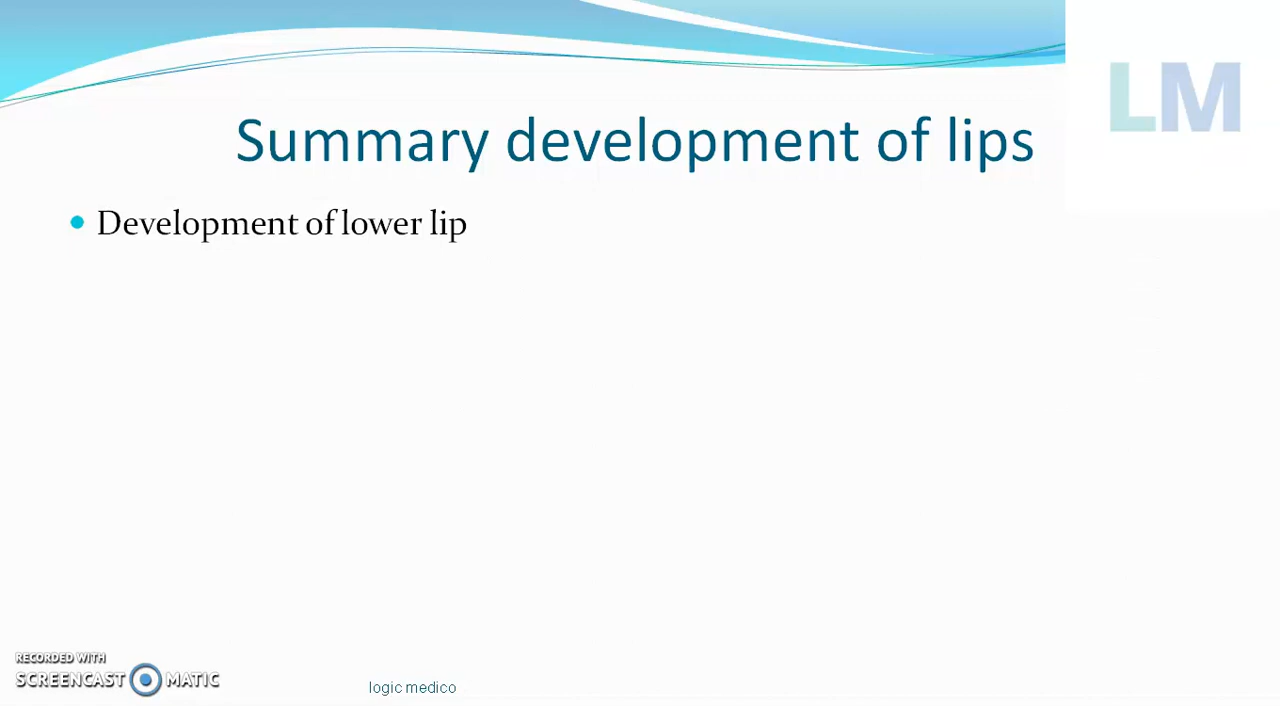 LM
Summary development of lips
Development of lower lip
RECORDED WITH
SCREENCAST MATIC
logic medico